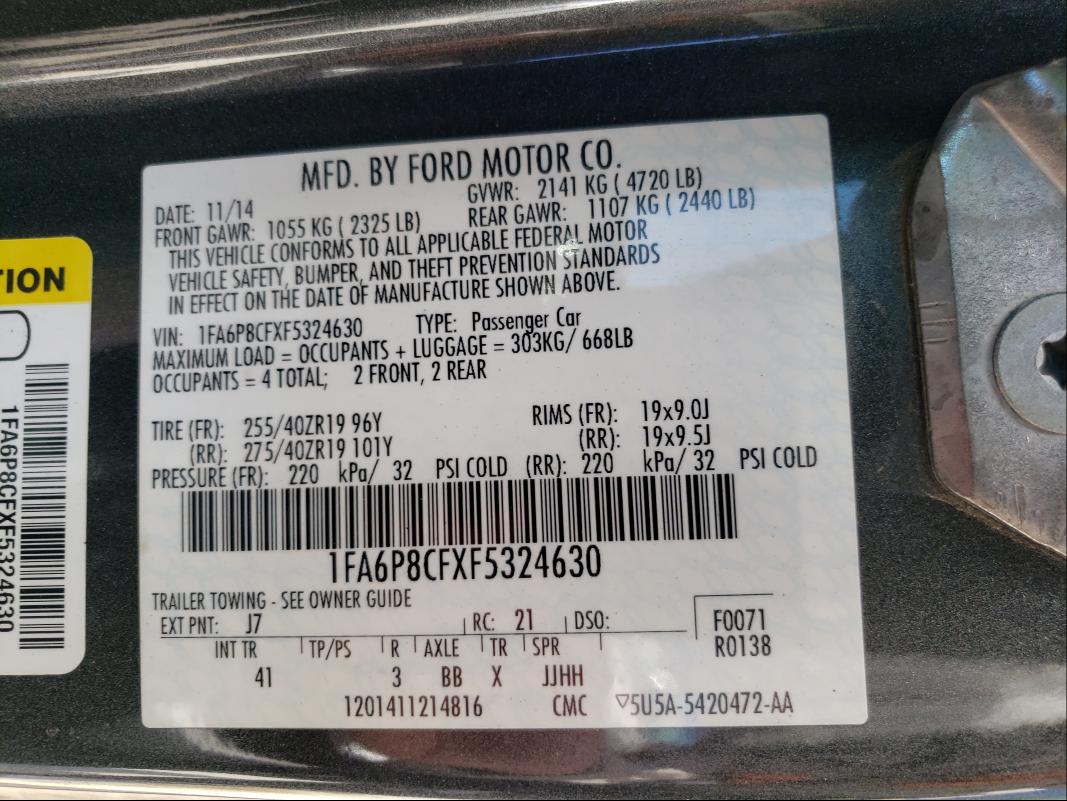 TION
1FA6P8CFXF5324630
MFD. BY FORD MOTOR CO.
DATE: 11/14 GVWR: 2141 KG ( 4720 LB)
FRONT GAWR: 1055 KG ( 2325 LB) REAR GAWR: 1107 KG ( 2440 LB)
THIS VEHICLE CONFORMS TO ALL APPLICABLE FEDERAL MOTOR
VEHICLE SAFETY, BUMPER, AND THEFT PREVENTION STANDARDS
IN EFFECT ON THE DATE OF MANUFACTURE SHOWN ABOVE.
VIN: 1FA6P8CFXF5324630 TYPE: Passenger Car
MAXIMUM LOAD = OCCUPANTS + LUGGAGE = 303KG/ 668LB
OCCUPANTS = 4 TOTAL; 2 FRONT, 2 REAR
TIRE (FR): 255/40ZR19 96Y RIMS (FR): 19x9.0J
(RR): 275/40ZR19 101Y (RR): 19x9.5J
PRESSURE (FR): 220 kPa/ 32 PSI COLD (RR): 220 kPa/ 32 PSI COLD
1FA6P8CFXF5324630
TRAILER TOWING - SEE OWNER GUIDE
EXT PNT: J7 RC: 21 DSO: F0071
INT TR TP/PS R AXLE TR SPR R0138
41 3 BB X JJHH
1201411214816 CMC ▽5U5A-5420472-AA